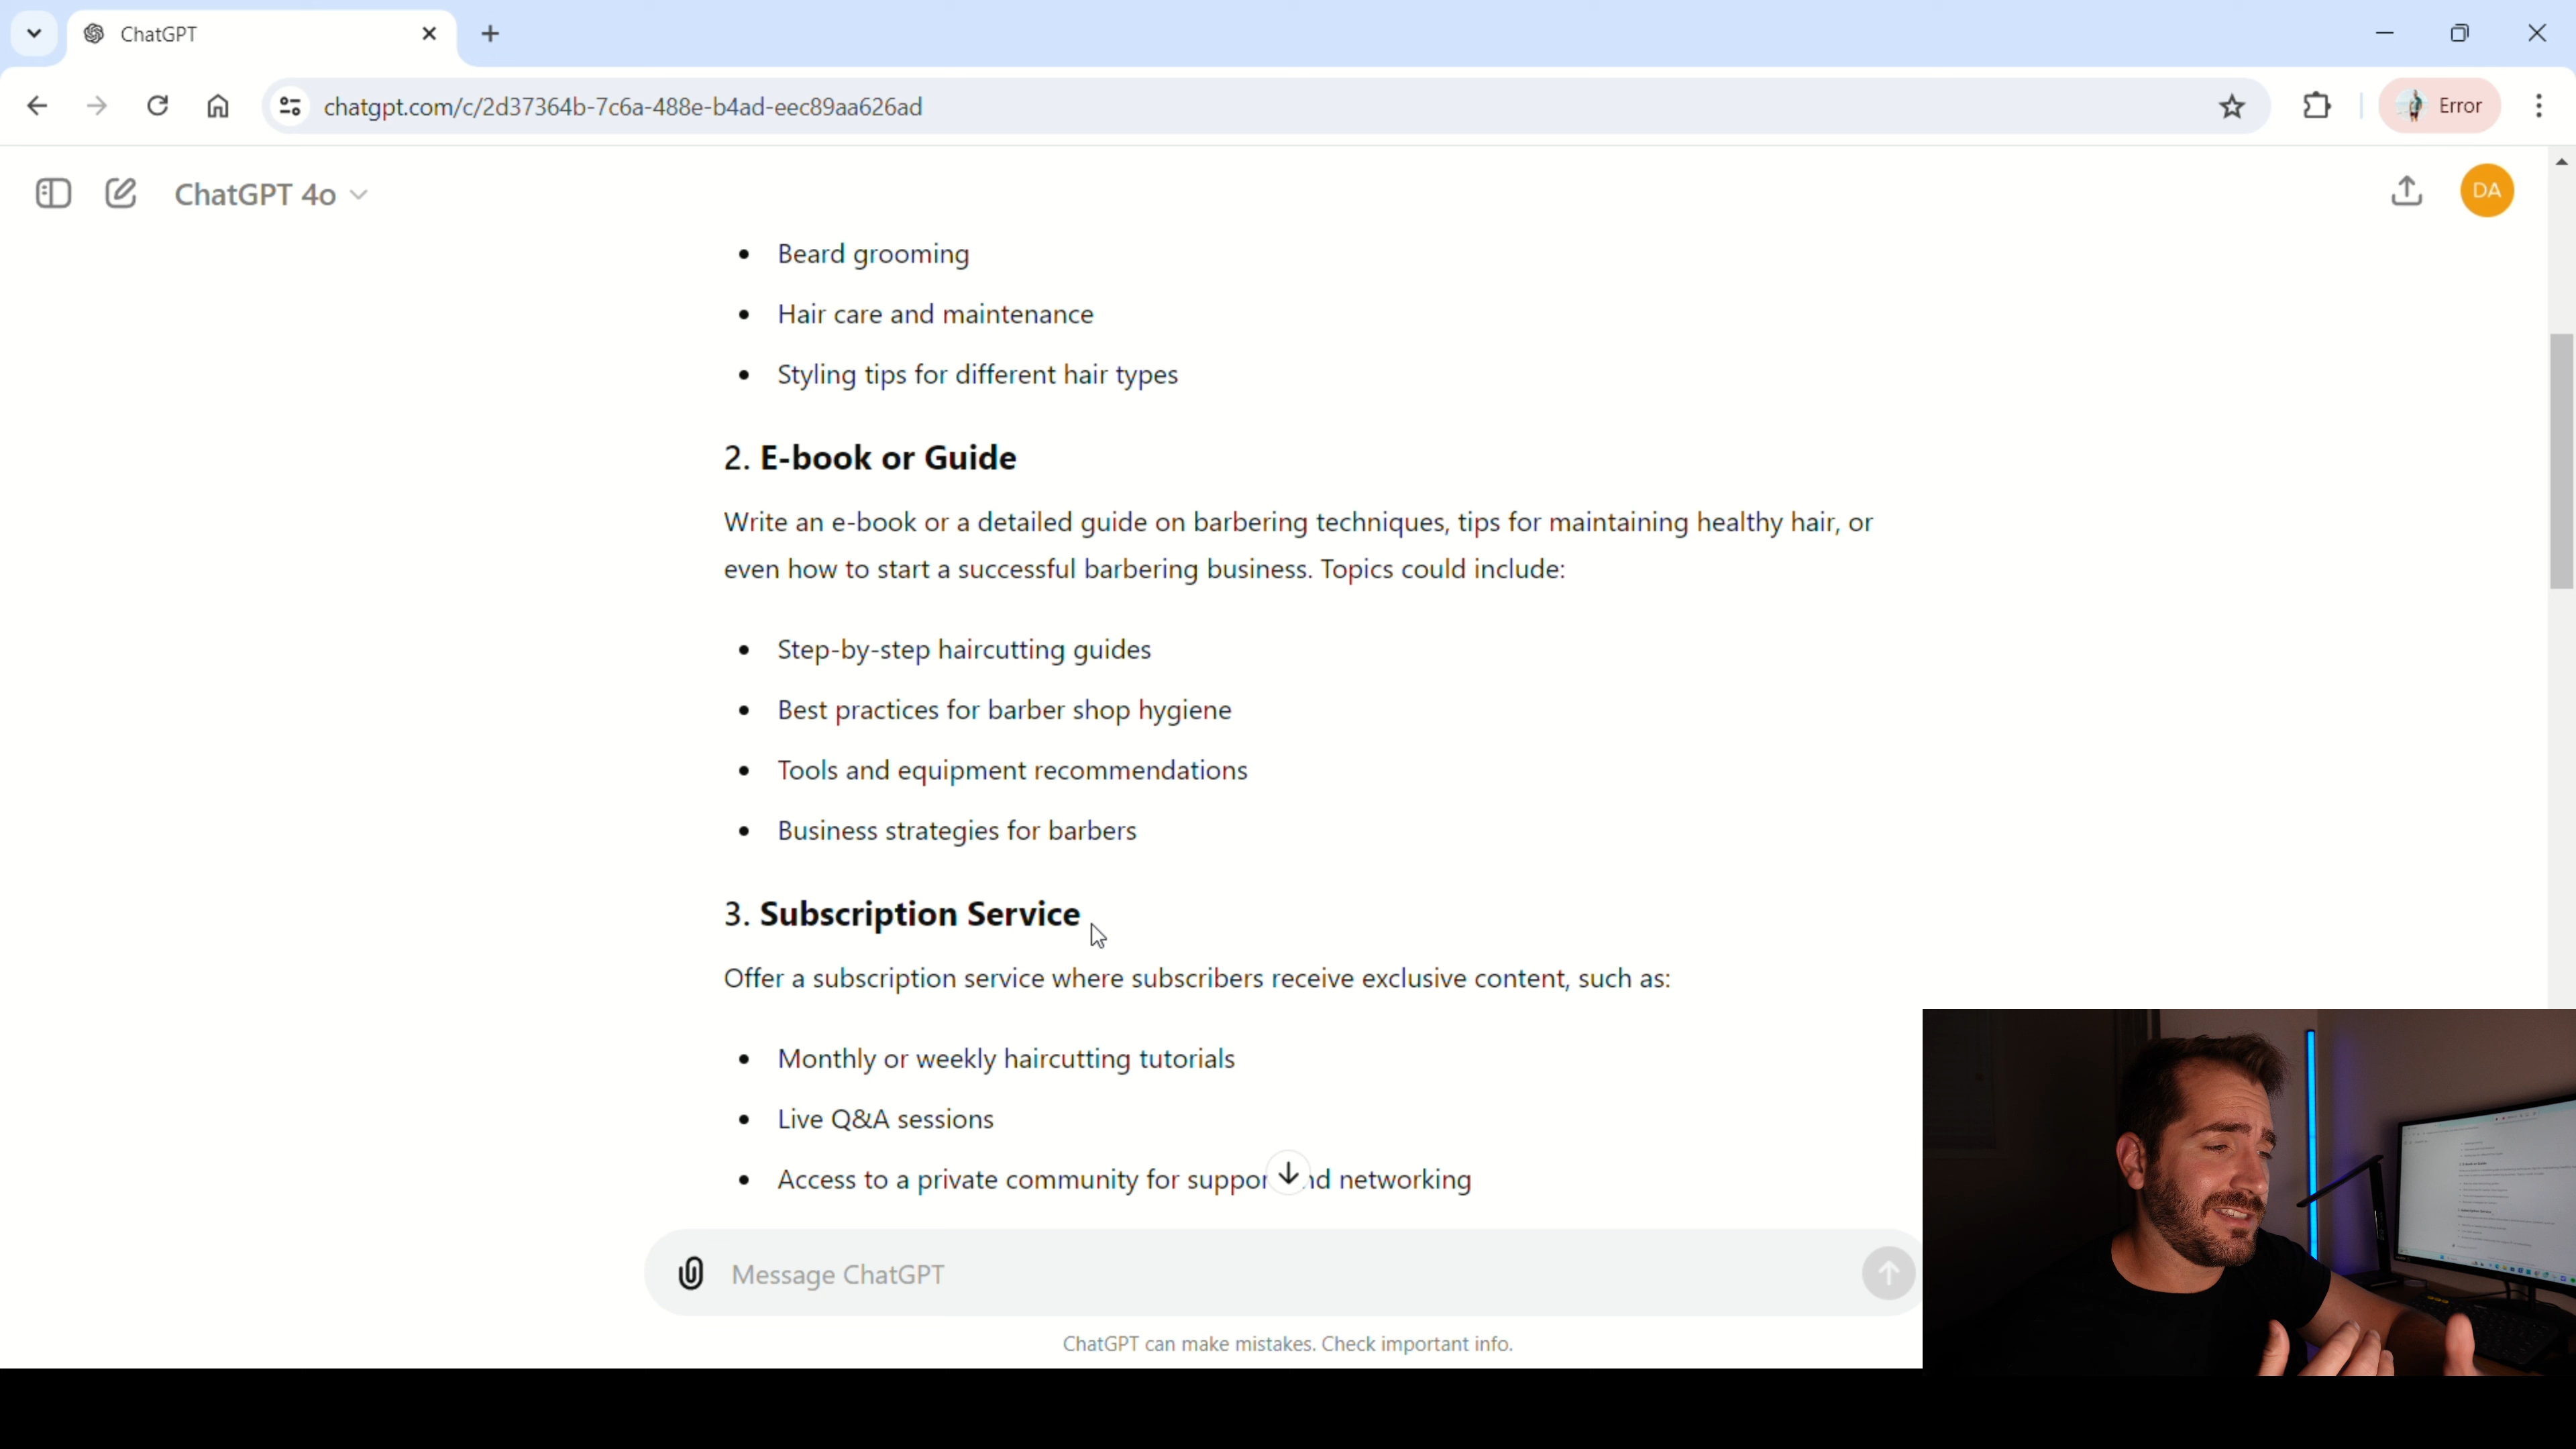 ChatGPT
chatgpt.com/c/2d37364b-7c6a-488e-b4ad-eec89aa626ad
Error
ChatGPT 4o
DA
• Beard grooming
• Hair care and maintenance
• Styling tips for different hair types
2. E-book or Guide
Write an e-book or a detailed guide on barbering techniques, tips for maintaining healthy hair, or
even how to start a successful barbering business. Topics could include:
• Step-by-step haircutting guides
• Best practices for barber shop hygiene
• Tools and equipment recommendations
• Business strategies for barbers
3. Subscription Service
Offer a subscription service where subscribers receive exclusive content, such as:
• Monthly or weekly haircutting tutorials
• Live Q&A sessions
• Access to a private community for suppor nd networking
Message ChatGPT
ChatGPT can make mistakes. Check important info.